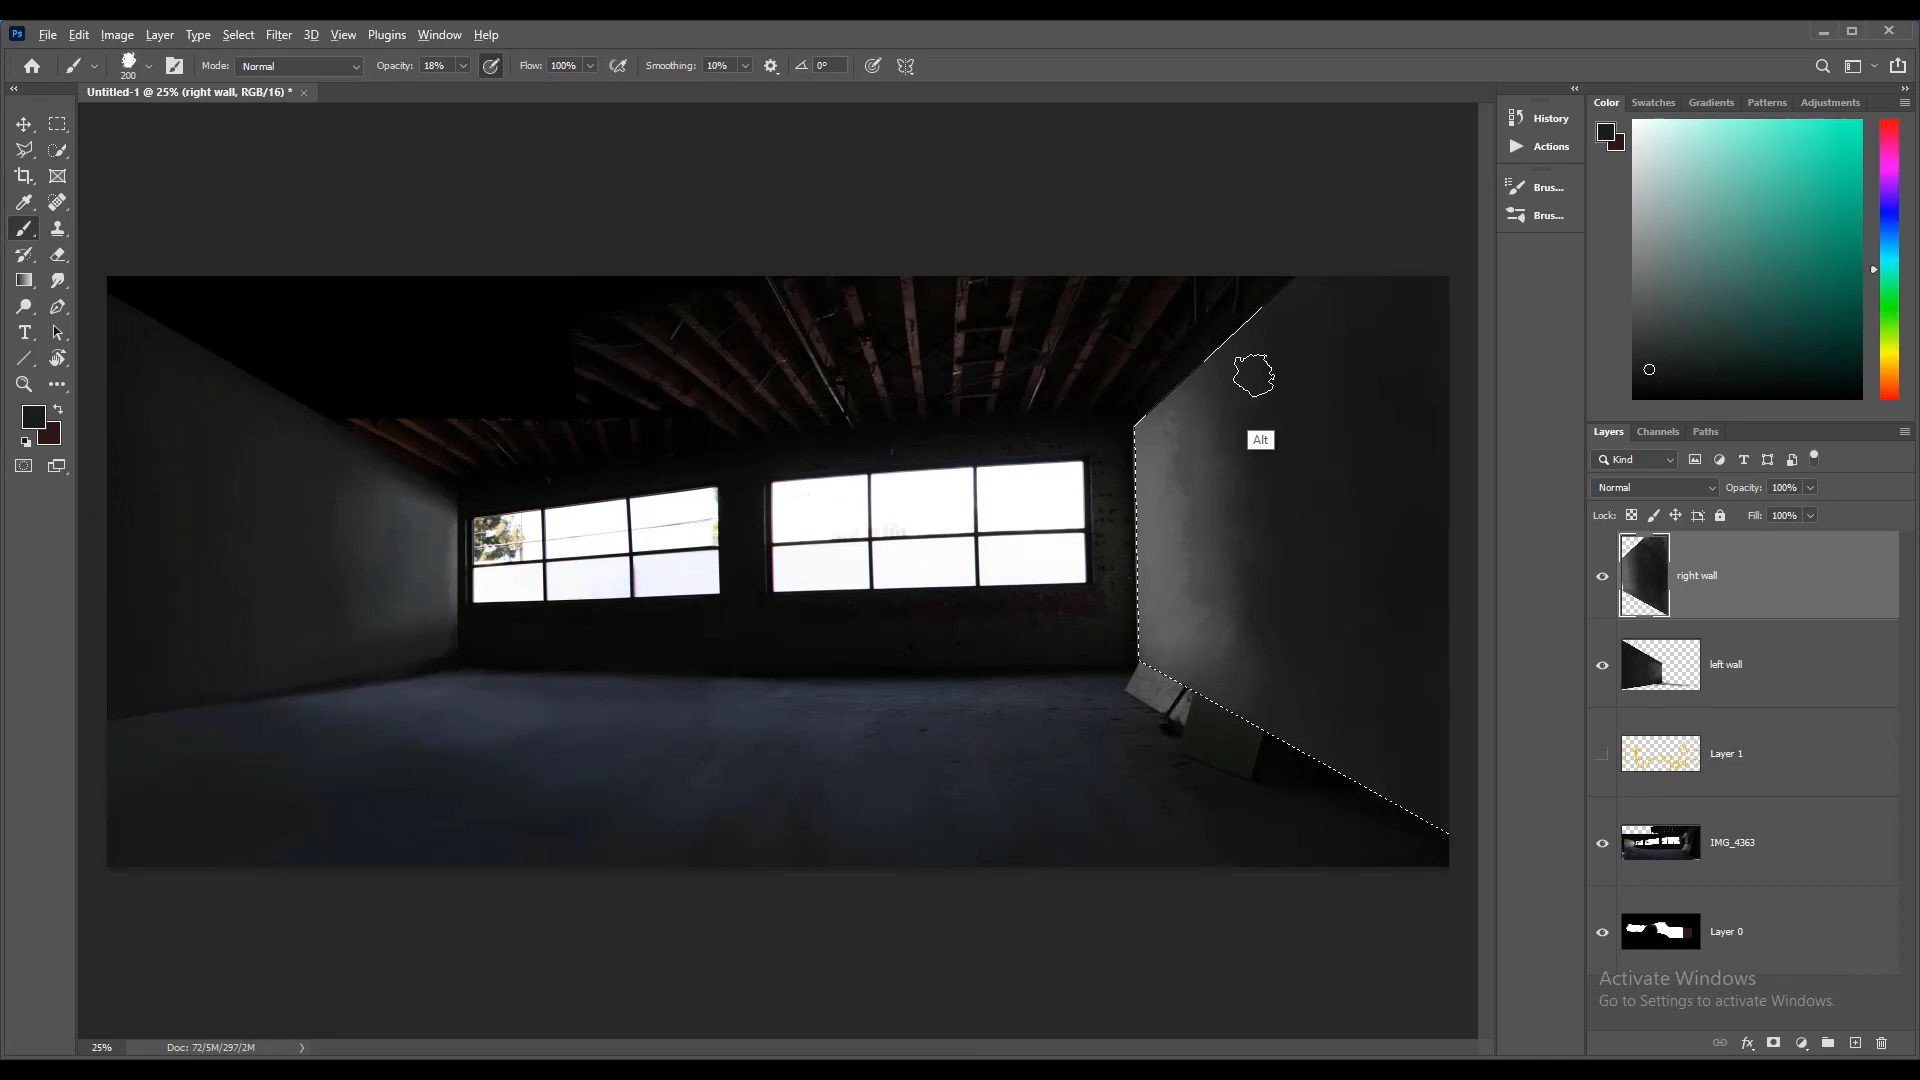 Ps File Edit Image Layer Type Select Filter 3D View Plugins Window Help
200 Mode: Normal Opacity: 18% Flow: 100% Smoothing: 10% 0°
Untitled-1 @ 25% (right wall, RGB/16) *
History
Actions
Brus...
Brus...
Color Swatches Gradients Patterns Adjustments
Alt
Layers Channels Paths
Kind
Normal Opacity: 100%
Lock: Fill: 100%
right wall
left wall
Layer 1
IMG_4363
Layer 0
Activate Windows
Go to Settings to activate Windows.
25% Doc: 72/5M/297/2M
fx